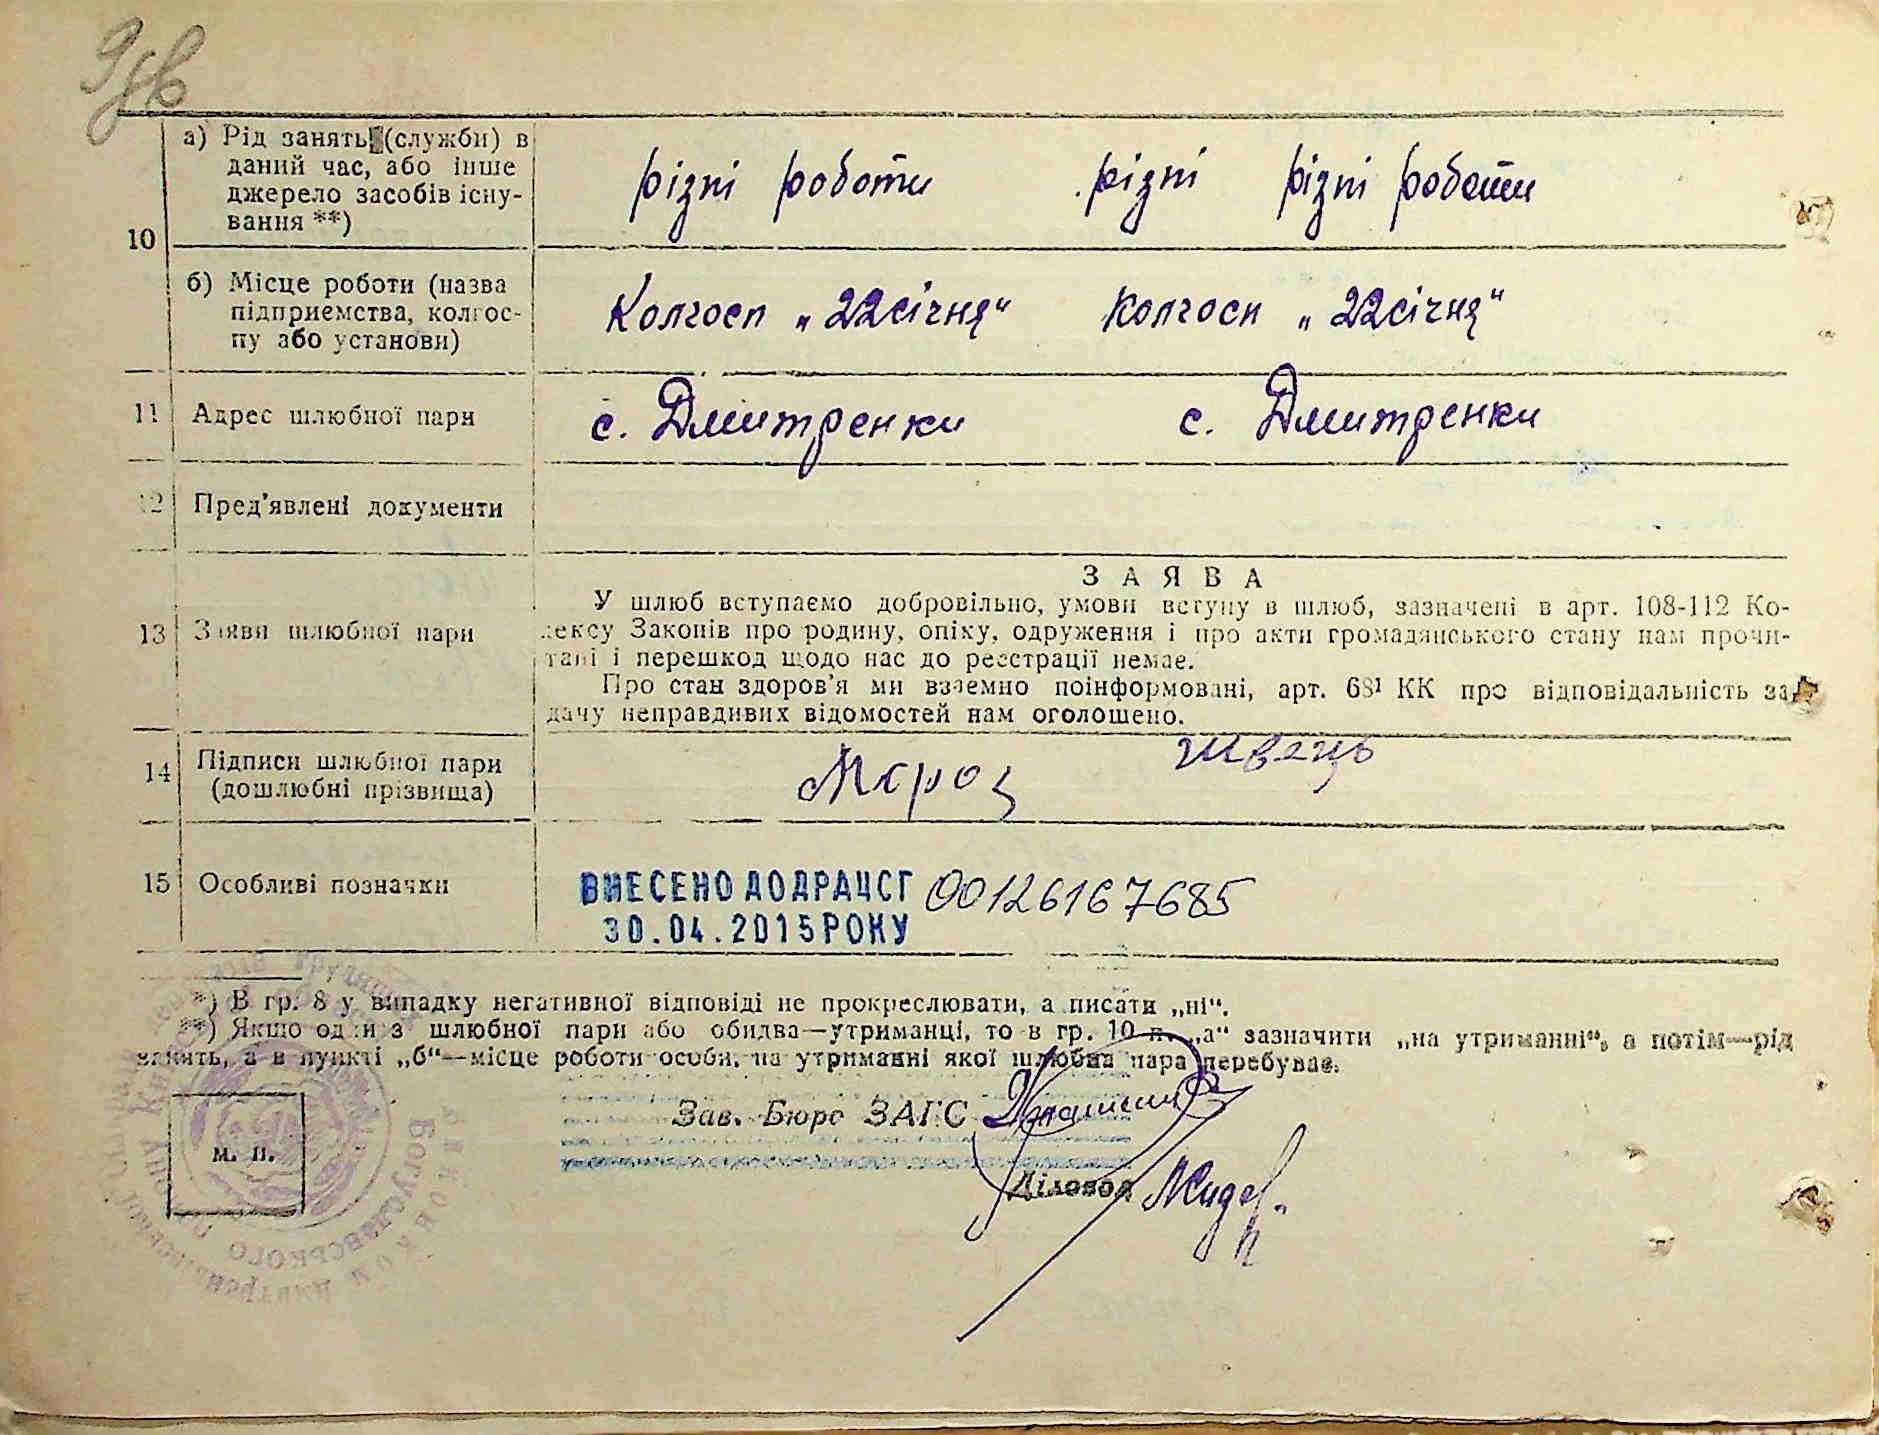 10
а) Рід занять (служби) в
даний час, або інше
джерело засобів існу-
вання **)
різні роботи різні різні роботи
б) Місце роботи (назва
підприємства, колгос-
пу або установи)
Колгосп „22 січня“ Колгосп „22 січня“
11 Адрес шлюбної пари
с. Дмитренки с. Дмитренки
12 Пред'явлені документи
13 Заяви шлюбної пари
ЗАЯВА
У шлюб вступаємо добровільно, умови вступу в шлюб, зазначені в арт. 108-112 Ко-
дексу Законів про родину, опіку, одруження і про акти громадянського стану нам прочи-
тані і перешкод щодо нас до реєстрації немає.
Про стан здоров'я ми взаємно поінформовані, арт. 68¹ КК про відповідальність за
дачу неправдивих відомостей нам оголошено.
14 Підписи шлюбної пари
(дошлюбні прізвища)
Мороз Швець
15 Особливі позначки
ВНЕСЕНО ДО ДРАЦСГ 00126167685
30.04.2015 РОКУ
*) В гр. 8 у випадку негативної відповіді не прокреслювати, а писати „ні“.
**) Якщо один з шлюбної пари або обидва—утриманці, то в гр. 10 п. „а“ зазначити „на утриманні“, а потім—рід
занять, а в пункті „б“—місце роботи особи, на утриманні якої шлюбна пара перебуває.
Зав. Бюро ЗАГС
м. п.
Діловод
БОГУСЛАВСЬКОГО